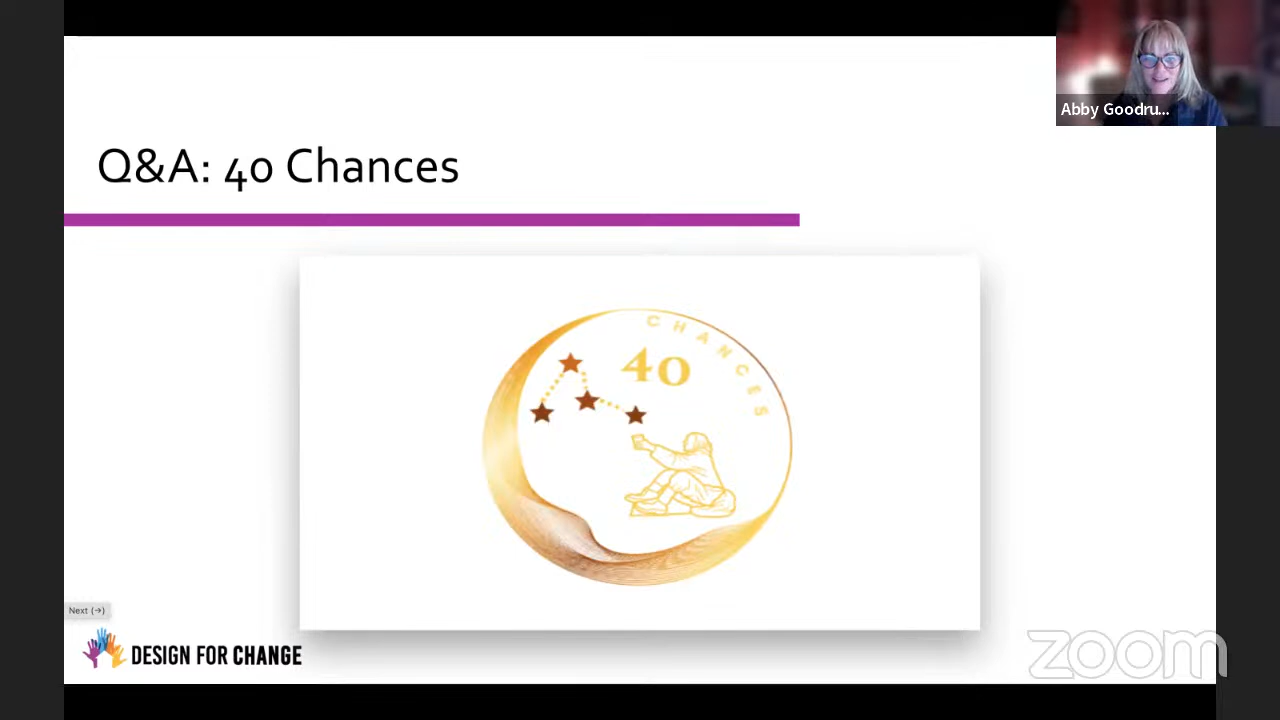 Abby Goodru...
Q&A: 40 Chances
CHANCES
40
Next (→)
DESIGN FOR CHANGE
zoom